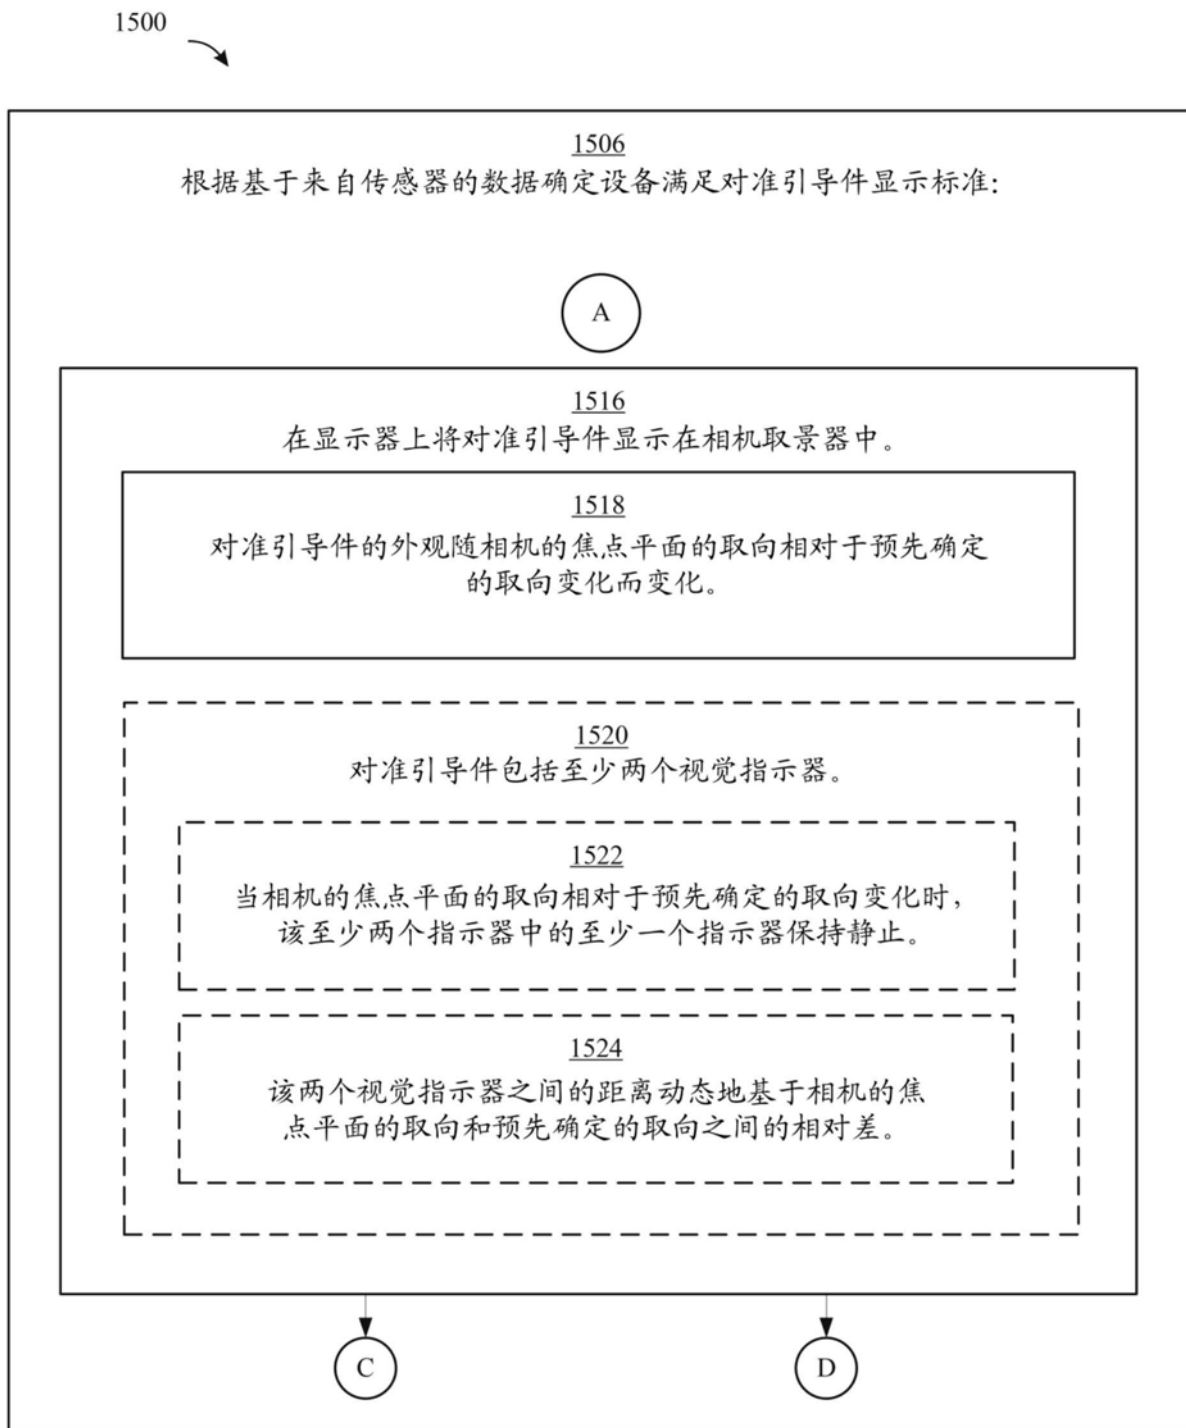 1500
1506
根据基于来自传感器的数据确定设备满足对准引导件显示标准：
A
1516
在显示器上将对准引导件显示在相机取景器中。
1518
对准引导件的外观随相机的焦点平面的取向相对于预先确定
的取向变化而变化。
1520
对准引导件包括至少两个视觉指示器。
1522
当相机的焦点平面的取向相对于预先确定的取向变化时，
该至少两个指示器中的至少一个指示器保持静止。
1524
该两个视觉指示器之间的距离动态地基于相机的焦
点平面的取向和预先确定的取向之间的相对差。
C
D